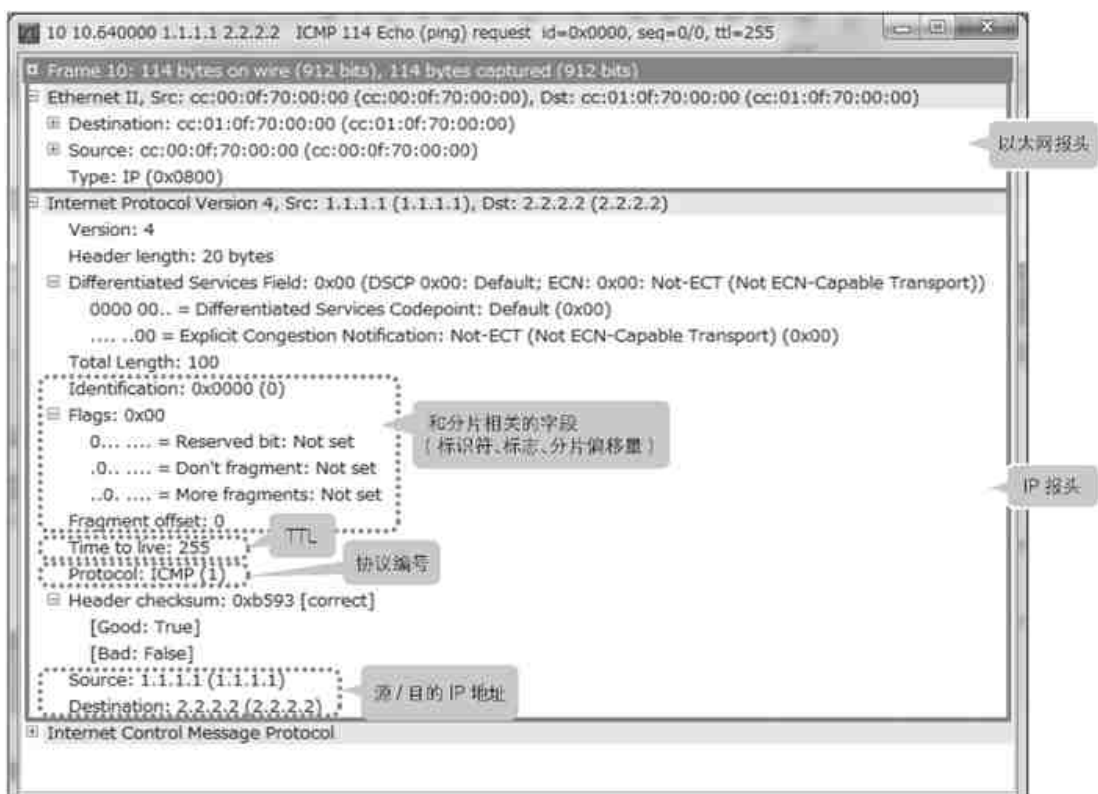 10 10.640000 1.1.1.1 2.2.2.2 ICMP 114 Echo (ping) request id=0x0000, seq=0/0, ttl=255
Frame 10: 114 bytes on wire (912 bits), 114 bytes captured (912 bits)
Ethernet II, Src: cc:00:0f:70:00:00 (cc:00:0f:70:00:00), Dst: cc:01:0f:70:00:00 (cc:01:0f:70:00:00)
Destination: cc:01:0f:70:00:00 (cc:01:0f:70:00:00)
以太网报头
Source: cc:00:0f:70:00:00 (cc:00:0f:70:00:00)
Type: IP (0x0800)
Internet Protocol Version 4, Src: 1.1.1.1 (1.1.1.1), Dst: 2.2.2.2 (2.2.2.2)
Version: 4
Header length: 20 bytes
Differentiated Services Field: 0x00 (DSCP 0x00: Default; ECN: 0x00: Not-ECT (Not ECN-Capable Transport))
0000 00.. = Differentiated Services Codepoint: Default (0x00)
.... ..00 = Explicit Congestion Notification: Not-ECT (Not ECN-Capable Transport) (0x00)
Total Length: 100
Identification: 0x0000 (0)
Flags: 0x00
0... .... = Reserved bit: Not set
.0.. .... = Don't fragment: Not set
..0. .... = More fragments: Not set
Fragment offset: 0
和分片相关的字段
（标识符、标志、分片偏移量）
IP 报头
Time to live: 255
TTL
Protocol: ICMP (1)
协议编号
Header checksum: 0xb593 [correct]
[Good: True]
[Bad: False]
Source: 1.1.1.1 (1.1.1.1)
Destination: 2.2.2.2 (2.2.2.2)
源 / 目的 IP 地址
Internet Control Message Protocol